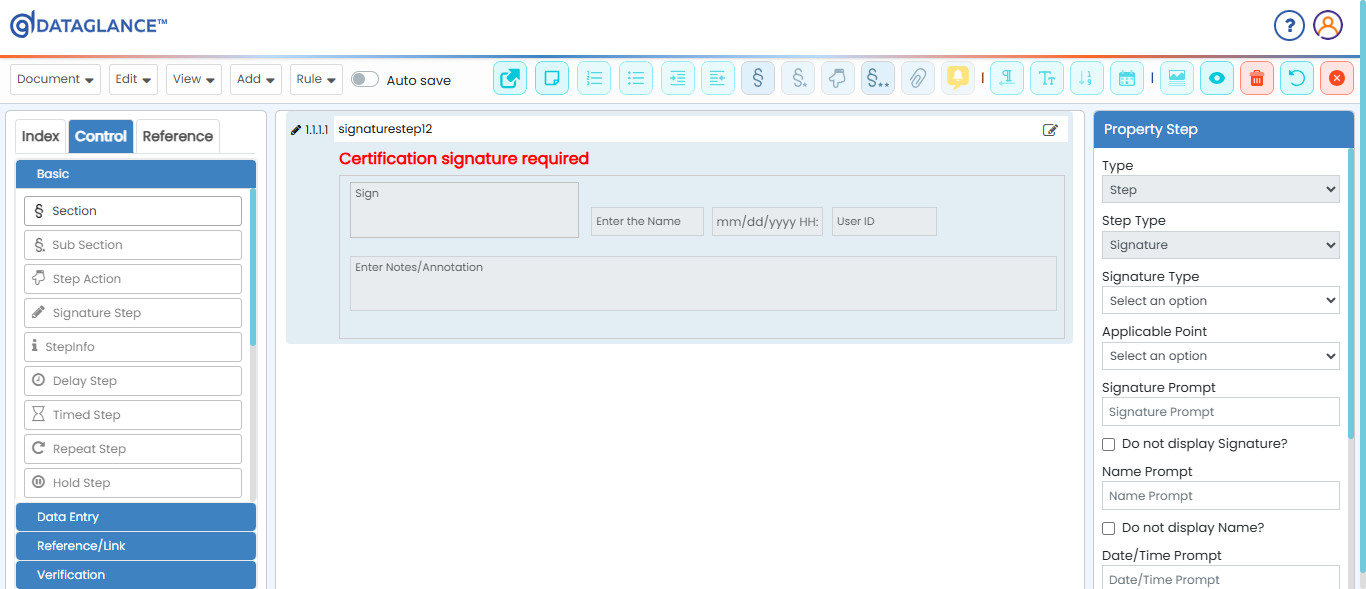 DATAGLANCE™
?
Document Edit View Add Rule Auto save
Index Control Reference
Basic
§ Section
Sub Section
Step Action
Signature Step
StepInfo
Delay Step
Timed Step
Repeat Step
Hold Step
Data Entry
Reference/Link
Verification
1.1.1.1 signaturestep12
Certification signature required
Sign
Enter the Name
mm/dd/yyyy HH:
User ID
Enter Notes/Annotation
Property Step
Type
Step
Step Type
Signature
Signature Type
Select an option
Applicable Point
Select an option
Signature Prompt
Signature Prompt
Do not display Signature?
Name Prompt
Name Prompt
Do not display Name?
Date/Time Prompt
Date/Time Prompt